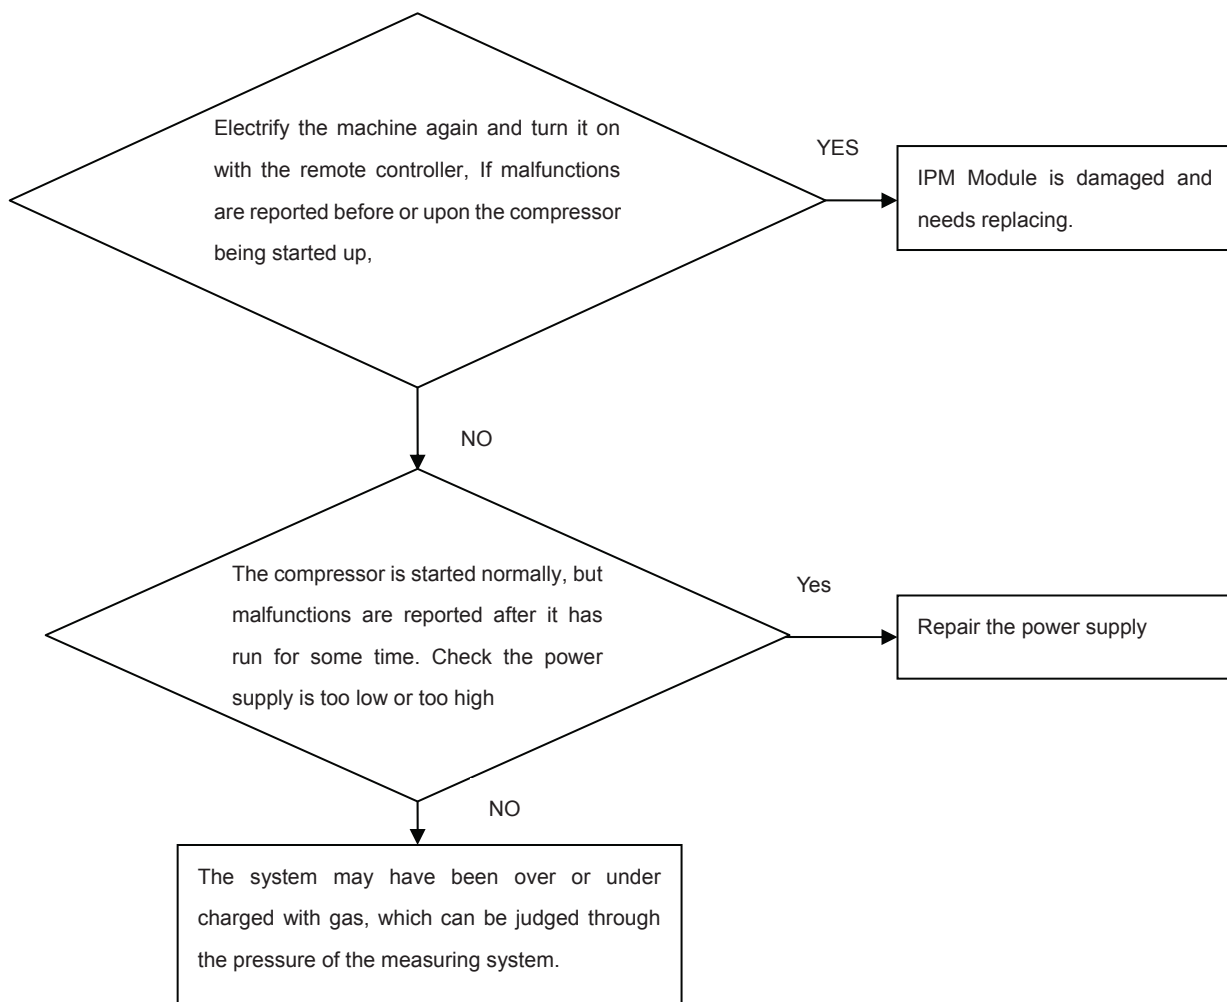 Electrify the machine again and turn it on
with the remote controller, If malfunctions
are reported before or upon the compressor
being started up,
YES
IPM Module is damaged and
needs replacing.
NO
The compressor is started normally, but
malfunctions are reported after it has
run for some time. Check the power
supply is too low or too high
Yes
Repair the power supply
NO
The system may have been over or under
charged with gas, which can be judged through
the pressure of the measuring system.